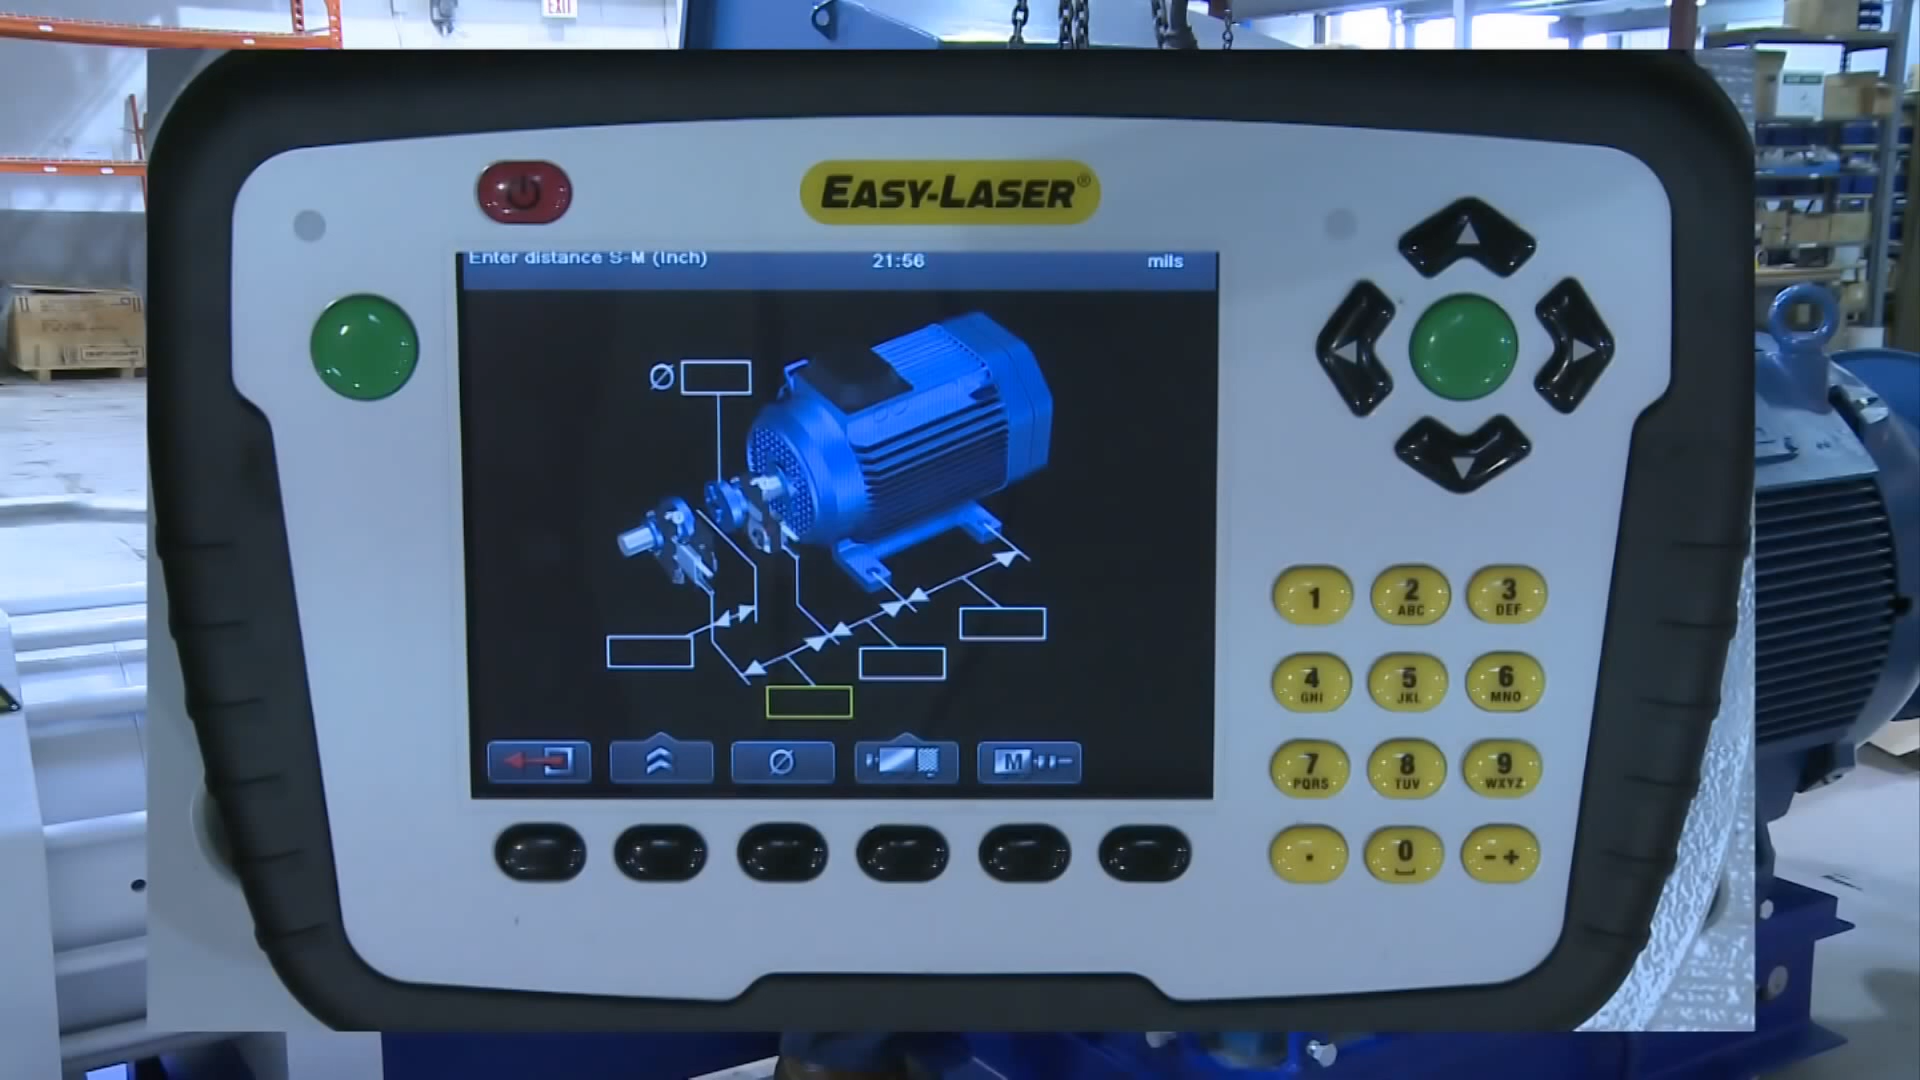 EXIT
EASY-LASER®
Enter distance S-M (Inch) 21:56 mils
Ø
Ø M
1 2 ABC 3 DEF
4 GHI 5 JKL 6 MNO
7 PQRS 8 TUV 9 WXYZ
. 0 - +